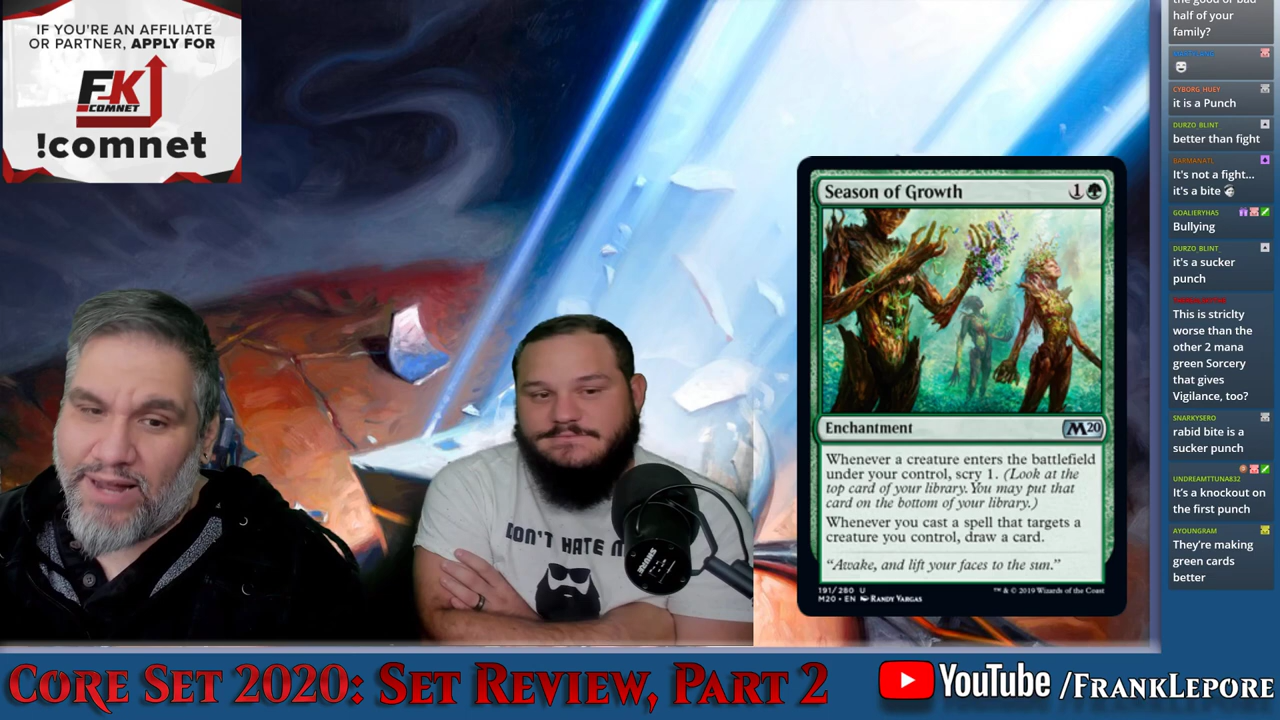 IF YOU'RE AN AFFILIATE
OR PARTNER, APPLY FOR
FK
COMNET
!comnet
Season of Growth
1
Enchantment
M20
Whenever a creature enters the battlefield
under your control, scry 1. (Look at the
top card of your library. You may put that
card on the bottom of your library.)
Whenever you cast a spell that targets a
creature you control, draw a card.
“Awake, and lift your faces to the sun.”
191/280 U
M20 • EN RANDY VARGAS
™ & © 2019 Wizards of the Coast
DON'T HATE M
half of your
family?
CYBORG HUEY
it is a Punch
DURZO BLINT
better than fight
BARMANATL
It's not a fight...
it's a bite
GOALIERYHAS
Bullying
DURZO BLINT
it's a sucker
punch
This is striclty
worse than the
other 2 mana
green Sorcery
that gives
Vigilance, too?
SNARKYSERO
rabid bite is a
sucker punch
UNDREAMTTUNA832
It's a knockout on
the first punch
AYOUNGRAM
They're making
green cards
better
CORE SET 2020: SET REVIEW, PART 2
YouTube /FRANKLEPORE